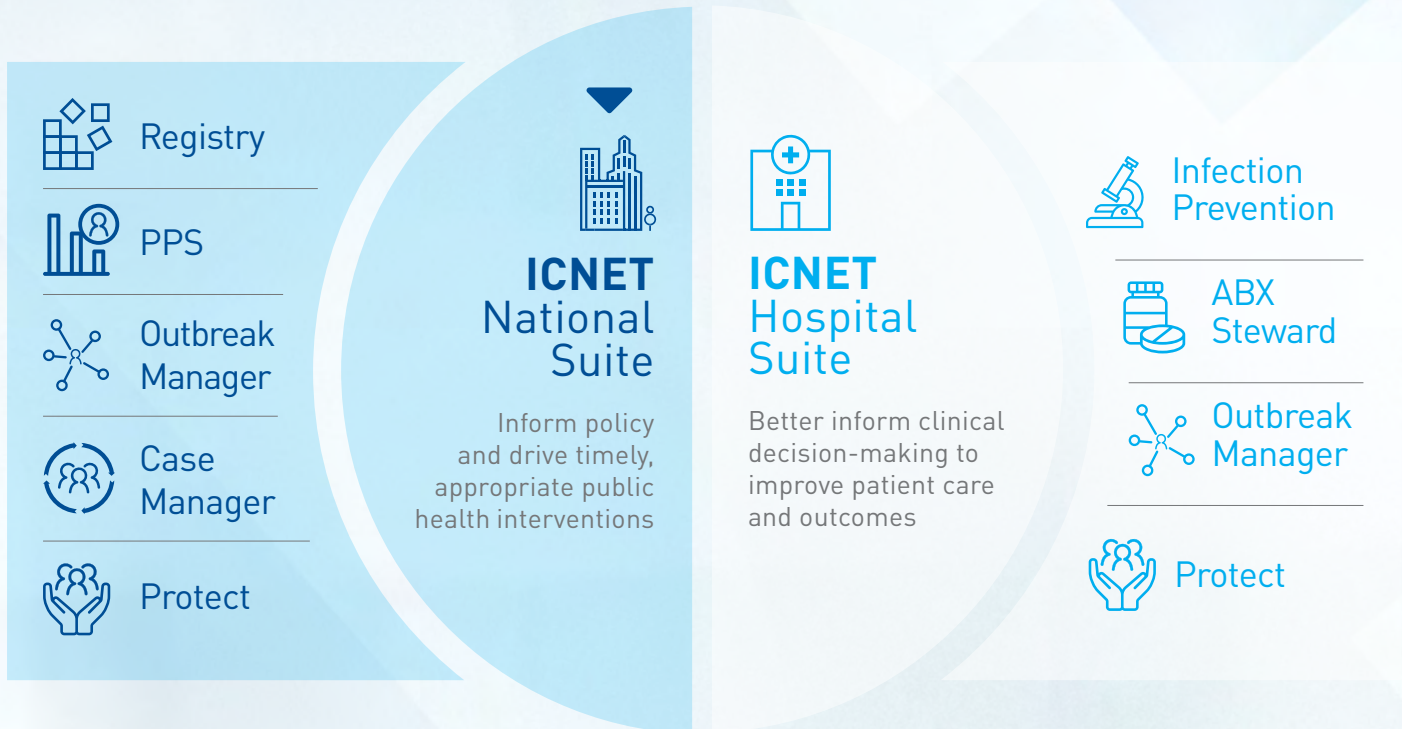 Registry
PPS
Outbreak
Manager
Case
Manager
Protect
ICNET
National
Suite
Inform policy
and drive timely,
appropriate public
health interventions
ICNET
Hospital
Suite
Better inform clinical
decision-making to
improve patient care
and outcomes
Infection
Prevention
ABX
Steward
Outbreak
Manager
Protect